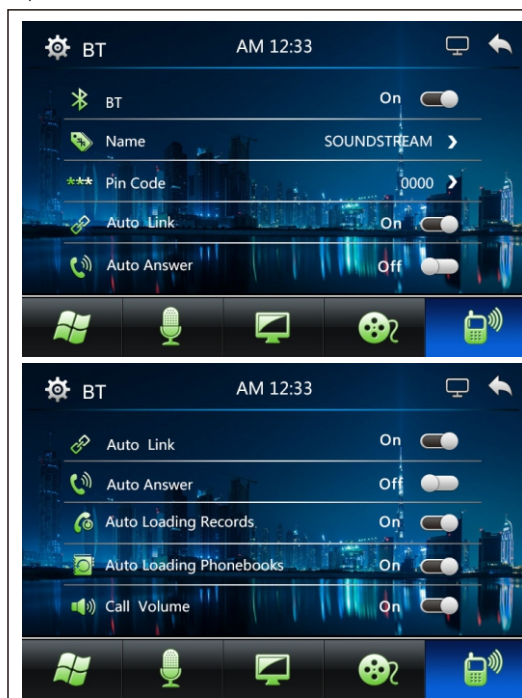 BT AM 12:33
BT On
Name SOUNDSTREAM
*** Pin Code 0000
Auto Link On
Auto Answer Off
BT AM 12:33
Auto Link On
Auto Answer Off
Auto Loading Records On
Auto Loading Phonebooks On
Call Volume On